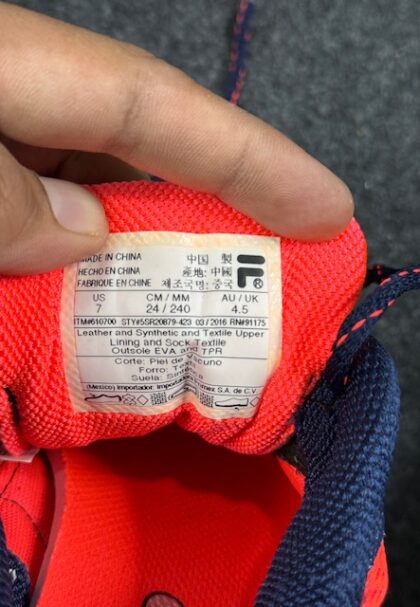 MADE IN CHINA 中国 製
HECHO EN CHINA 產地: 中國
FABRIQUE EN CHINE 제조국명: 중국
F®
US CM / MM AU / UK
7 24 / 240 4.5
ITM#610700 STY#5SR20879-423 03 / 2016 RN#91175
Leather and Synthetic and Textile Upper
Lining and Sock Textile
Outsole EVA and TPR
Corte: Piel de
Forro:
Suela:
(Mexico) Importador S.A. de C.V.